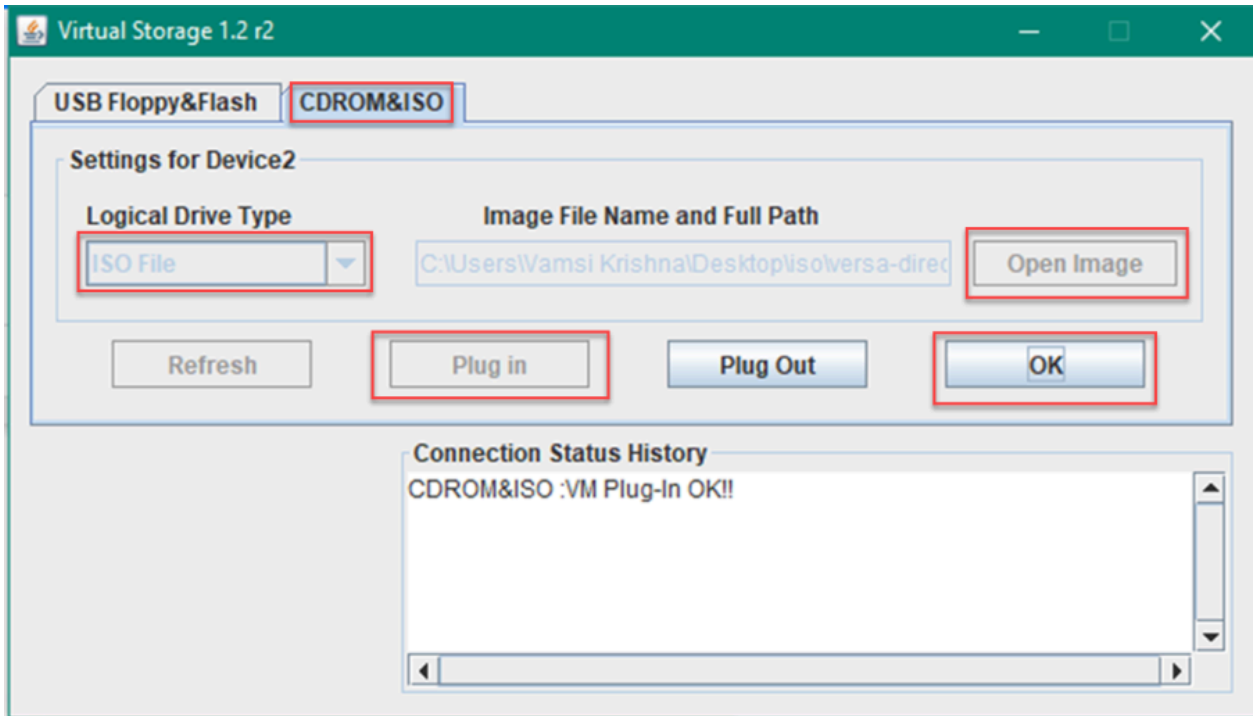 Virtual Storage 1.2 r2
USB Floppy&Flash CDROM&ISO
Settings for Device2
Logical Drive Type Image File Name and Full Path
ISO File C:\Users\Vamsi Krishna\Desktop\iso\versa-direc Open Image
Refresh Plug in Plug Out OK
Connection Status History
CDROM&ISO :VM Plug-In OK!!